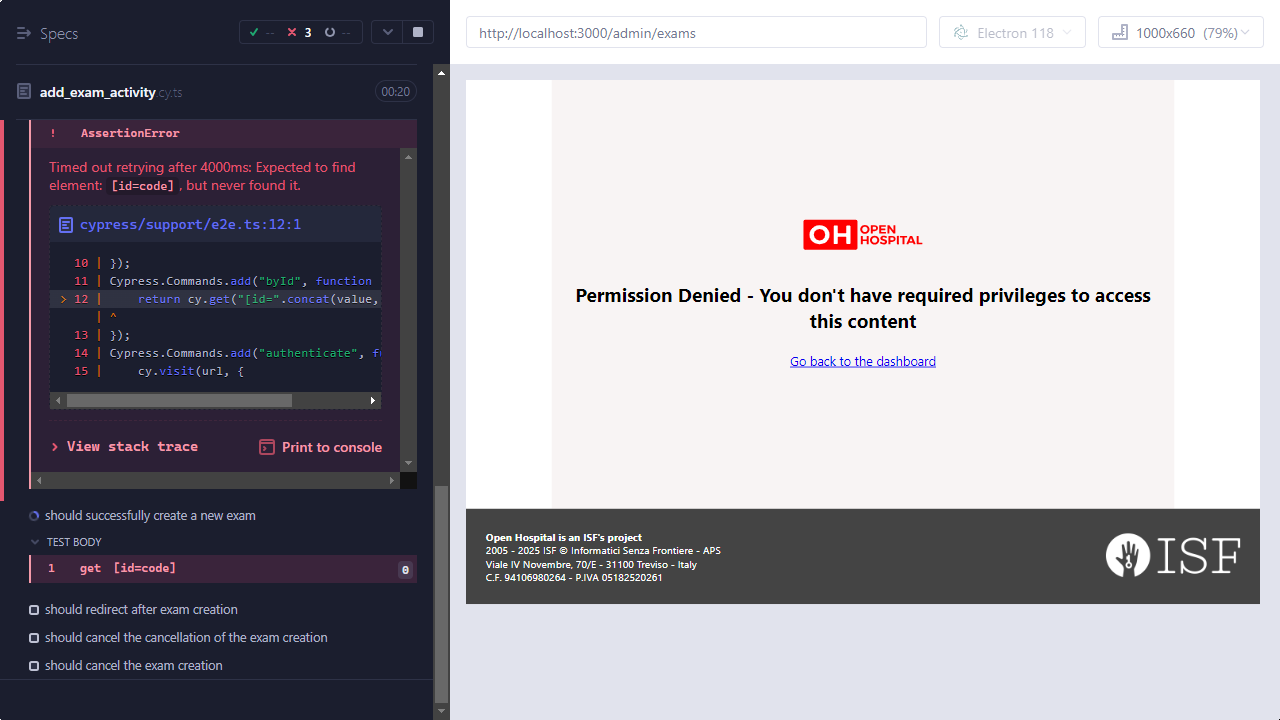 Specs
-- 3 --
add_exam_activity.cy.ts
00:20
! AssertionError
Timed out retrying after 4000ms: Expected to find
element: [id=code], but never found it.
cypress/support/e2e.ts:12:1
10 | });
11 | Cypress.Commands.add("byId", function
> 12 | return cy.get("[id=".concat(value,
| ^
13 | });
14 | Cypress.Commands.add("authenticate", fu
15 | cy.visit(url, {
> View stack trace
Print to console
should successfully create a new exam
TEST BODY
1 get [id=code] 0
should redirect after exam creation
should cancel the cancellation of the exam creation
should cancel the exam creation
http://localhost:3000/admin/exams
Electron 118
1000x660 (79%)
OH OPEN
HOSPITAL
Permission Denied - You don't have required privileges to access
this content
Go back to the dashboard
Open Hospital is an ISF's project
2005 - 2025 ISF © Informatici Senza Frontiere - APS
Viale IV Novembre, 70/E - 31100 Treviso - Italy
C.F. 94106980264 - P.IVA 05182520261
ISF